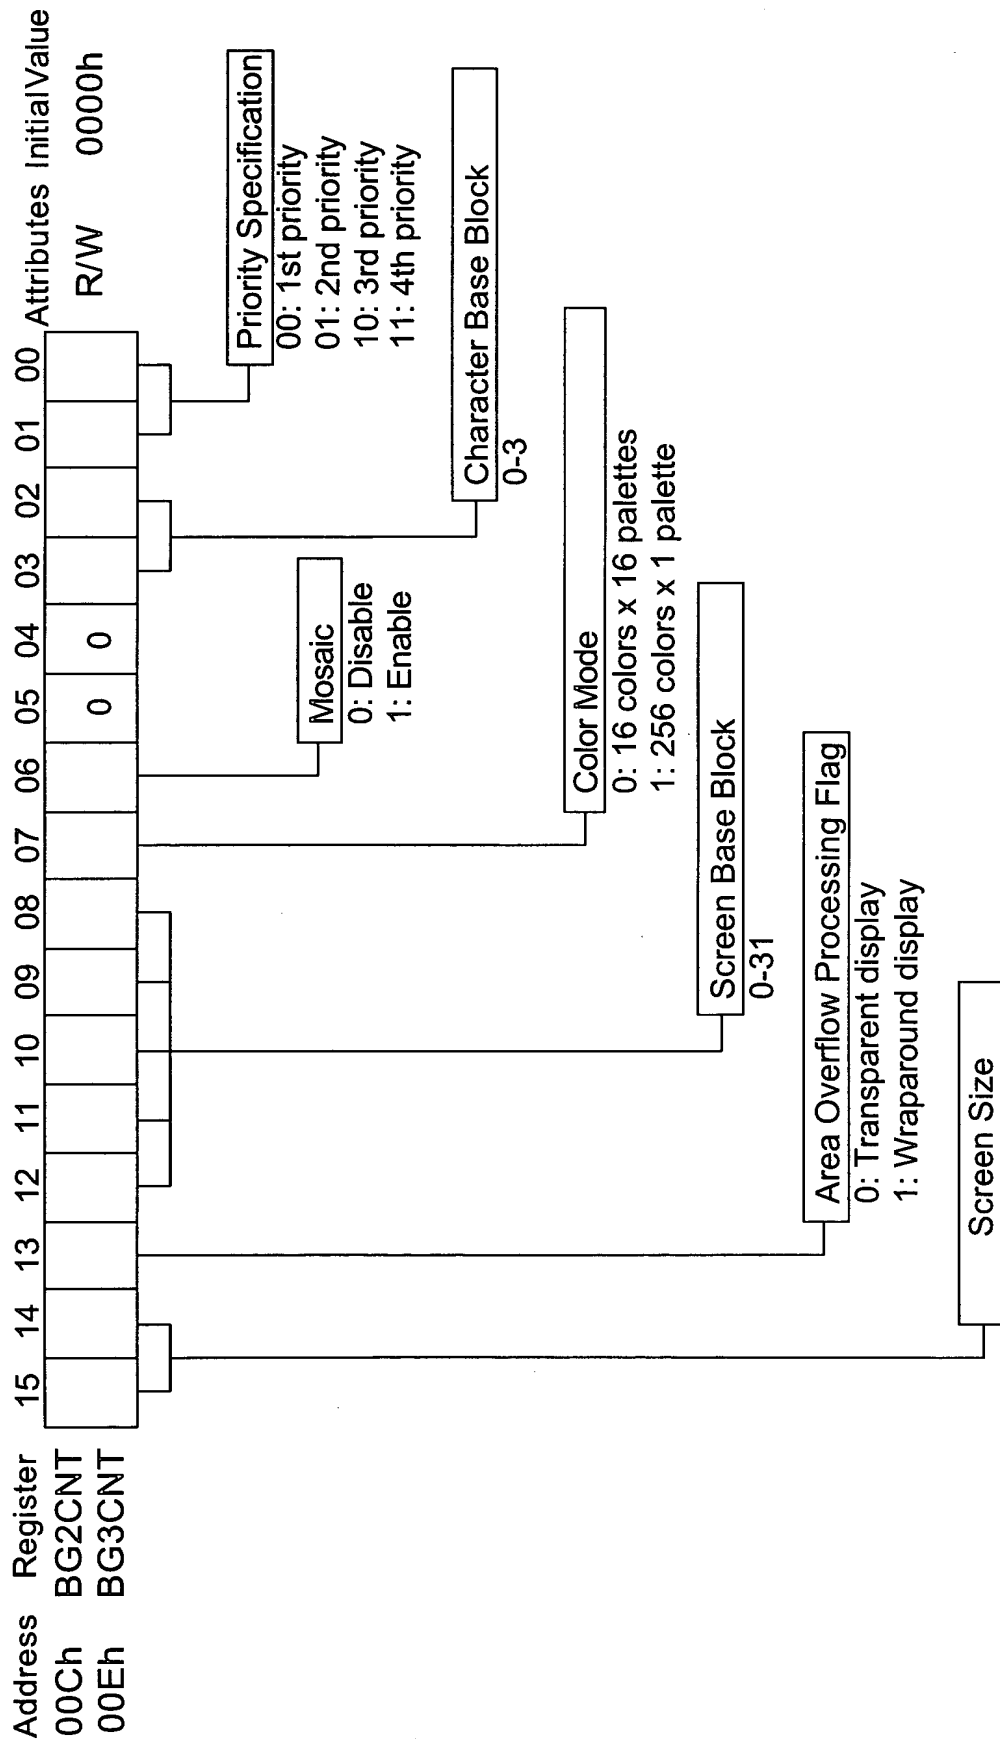 Address Register 15 14 13 12 11 10 09 08 07 06 05 04 03 02 01 00 Attributes Initial Value
00Ch BG2CNT
00Eh BG3CNT
0 0
R/W 0000h
Priority Specification
00: 1st priority
01: 2nd priority
10: 3rd priority
11: 4th priority
Mosaic
0: Disable
1: Enable
Character Base Block
0-3
Color Mode
0: 16 colors x 16 palettes
1: 256 colors x 1 palette
Screen Base Block
0-31
Area Overflow Processing Flag
0: Transparent display
1: Wraparound display
Screen Size